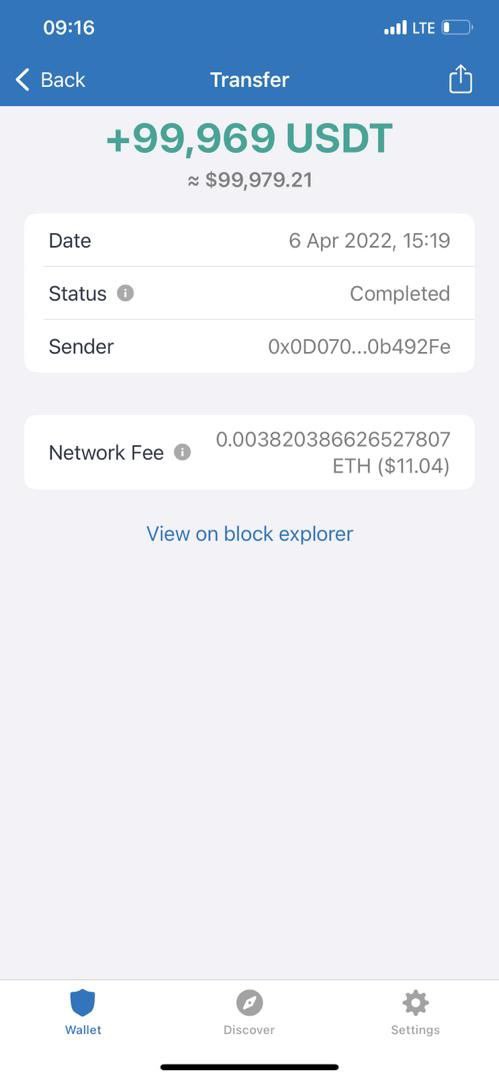 09:16 LTE
Back Transfer
+99,969 USDT
≈ $99,979.21
Date 6 Apr 2022, 15:19
Status Completed
Sender 0x0D070...0b492Fe
Network Fee 0.003820386626527807
ETH ($11.04)
View on block explorer
Wallet Discover Settings